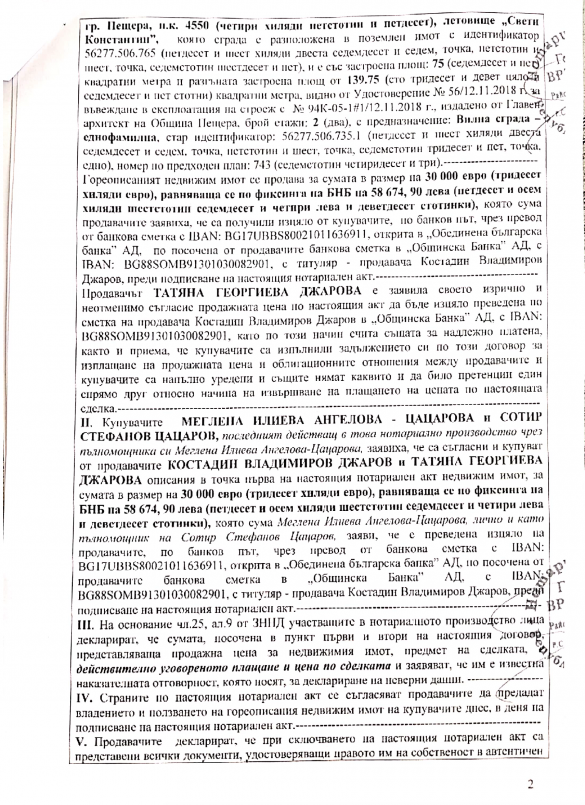 гр. Пещера, п.к. 4550 (четири хиляди петстотин и петдесет), летовище „Свети
Константин", която сграда е разположена в поземлен имот с идентификатор
56277.506.765 (петдесет и шест хиляди двеста седемдесет и седем, точка, петстотин и
шест, точка, седемстотин шестдесет и пет), и е със застроена площ: 75 (седемдесет и пет)
квадратни метра и разгъната застроена площ от 139.75 (сто тридесет и девет цяло и
седемдесет и пет стотни) квадратни метра, видно от Удостоверение № 56/12.11.2018 г. за
въвеждане в експлоатация на строеж с № 94К-05-1#1/12.11.2018 г., издадено от Главен
архитект на Община Пещера, брой етажи: 2 (два), с предназначение: Вилна сграда –
еднофамилна, стар идентификатор: 56277.506.735.1 (петдесет и шест хиляди двеста
седемдесет и седем, точка, петстотин и шест, точка, седемстотин тридесет и пет, точка,
едно), номер по предходен план: 743 (седемстотин четиридесет и три).
Гореописаният недвижим имот се продава за сумата в размер на 30 000 евро (тридесет
хиляди евро), равняваща се по фиксинга на БНБ на 58 674, 90 лева (петдесет и осем
хиляди шестстотин седемдесет и четири лева и деветдесет стотинки), която сума
продавачите заявиха, че са получили изцяло от купувачите, по банков път, чрез превод
от банкова сметка с IBAN: BG17UBBS80021011636911, открита в „Обединена българска
банка" АД, по посочена от продавачите банкова сметка в „Общинска Банка" АД, с
IBAN: BG88SOMB91301030082901, с титуляр - продавача Костадин Владимиров
Джаров, преди подписване на настоящия нотариален акт.
Продавачът ТАТЯНА ГЕОРГИЕВА ДЖАРОВА е заявила своето изрично и
неотменимо съгласие продажната цена по настоящия акт да бъде изцяло преведена по
сметка на продавача Костадин Владимиров Джаров в „Общинска Банка" АД, с IBAN:
BG88SOMB91301030082901, като по този начин счита същата за надлежно платена,
както и приема, че купувачите са изпълнили задължението си по този договор за
изплащане на продажната цена и облигационните отношения между продавачите и
купувачите са напълно уредени и същите нямат каквито и да било претенции един
спрямо друг относно начина на извършване на плащането на цената по настоящата
сделка.
II. Купувачите МЕГЛЕНА ИЛИЕВА АНГЕЛОВА - ЦАЦАРОВА и СОТИР
СТЕФАНОВ ЦАЦАРОВ, последният действащ в това нотариално производство чрез
пълномощника си Меглена Илиева Ангелова-Цацарова, заявиха, че са съгласни и купуват
от продавачите КОСТАДИН ВЛАДИМИРОВ ДЖАРОВ и ТАТЯНА ГЕОРГИЕВА
ДЖАРОВА описания в точка първа на настоящия нотариален акт недвижим имот, за
сумата в размер на 30 000 евро (тридесет хиляди евро), равняваща се по фиксинга на
БНБ на 58 674, 90 лева (петдесет и осем хиляди шестстотин седемдесет и четири лева
и деветдесет стотинки), която сума Меглена Илиева Ангелова-Цацарова, лично и като
пълномощник на Сотир Стефанов Цацаров, заяви, че е преведена изцяло на
продавачите, по банков път, чрез превод от банкова сметка с IBAN:
BG17UBBS80021011636911, открита в „Обединена българска банка" АД, по посочена от
продавачите банкова сметка в „Общинска Банка" АД, с IBAN:
BG88SOMB91301030082901, с титуляр - продавача Костадин Владимиров Джаров, преди
подписване на настоящия нотариален акт.
III. На основание чл.25, ал.9 от ЗННД участващите в нотариалното производство лица
декларират, че сумата, посочена в пункт първи и втори на настоящия договор,
представляваща продажна цена за недвижимия имот, предмет на сделката, е
действително уговореното плащане и цена по сделката и заявяват, че им е известна
наказателната отговорност, която носят, за деклариране на неверни данни.
IV. Страните по настоящия нотариален акт се съгласяват продавачите да предадат
владението и ползването на гореописания недвижим имот на купувачите днес, в деня на
подписване на настоящия нотариален акт.
V. Продавачите декларират, че при сключването на настоящия нотариален акт са
представени всички документи, удостоверяващи правото им на собственост в автентичен
2